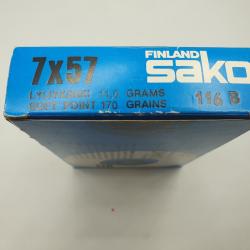 7x57
FINLAND
sako
LYIJYKÄRKI 11,0 GRAMS
SOFT POINT 170 GRAINS
116 B